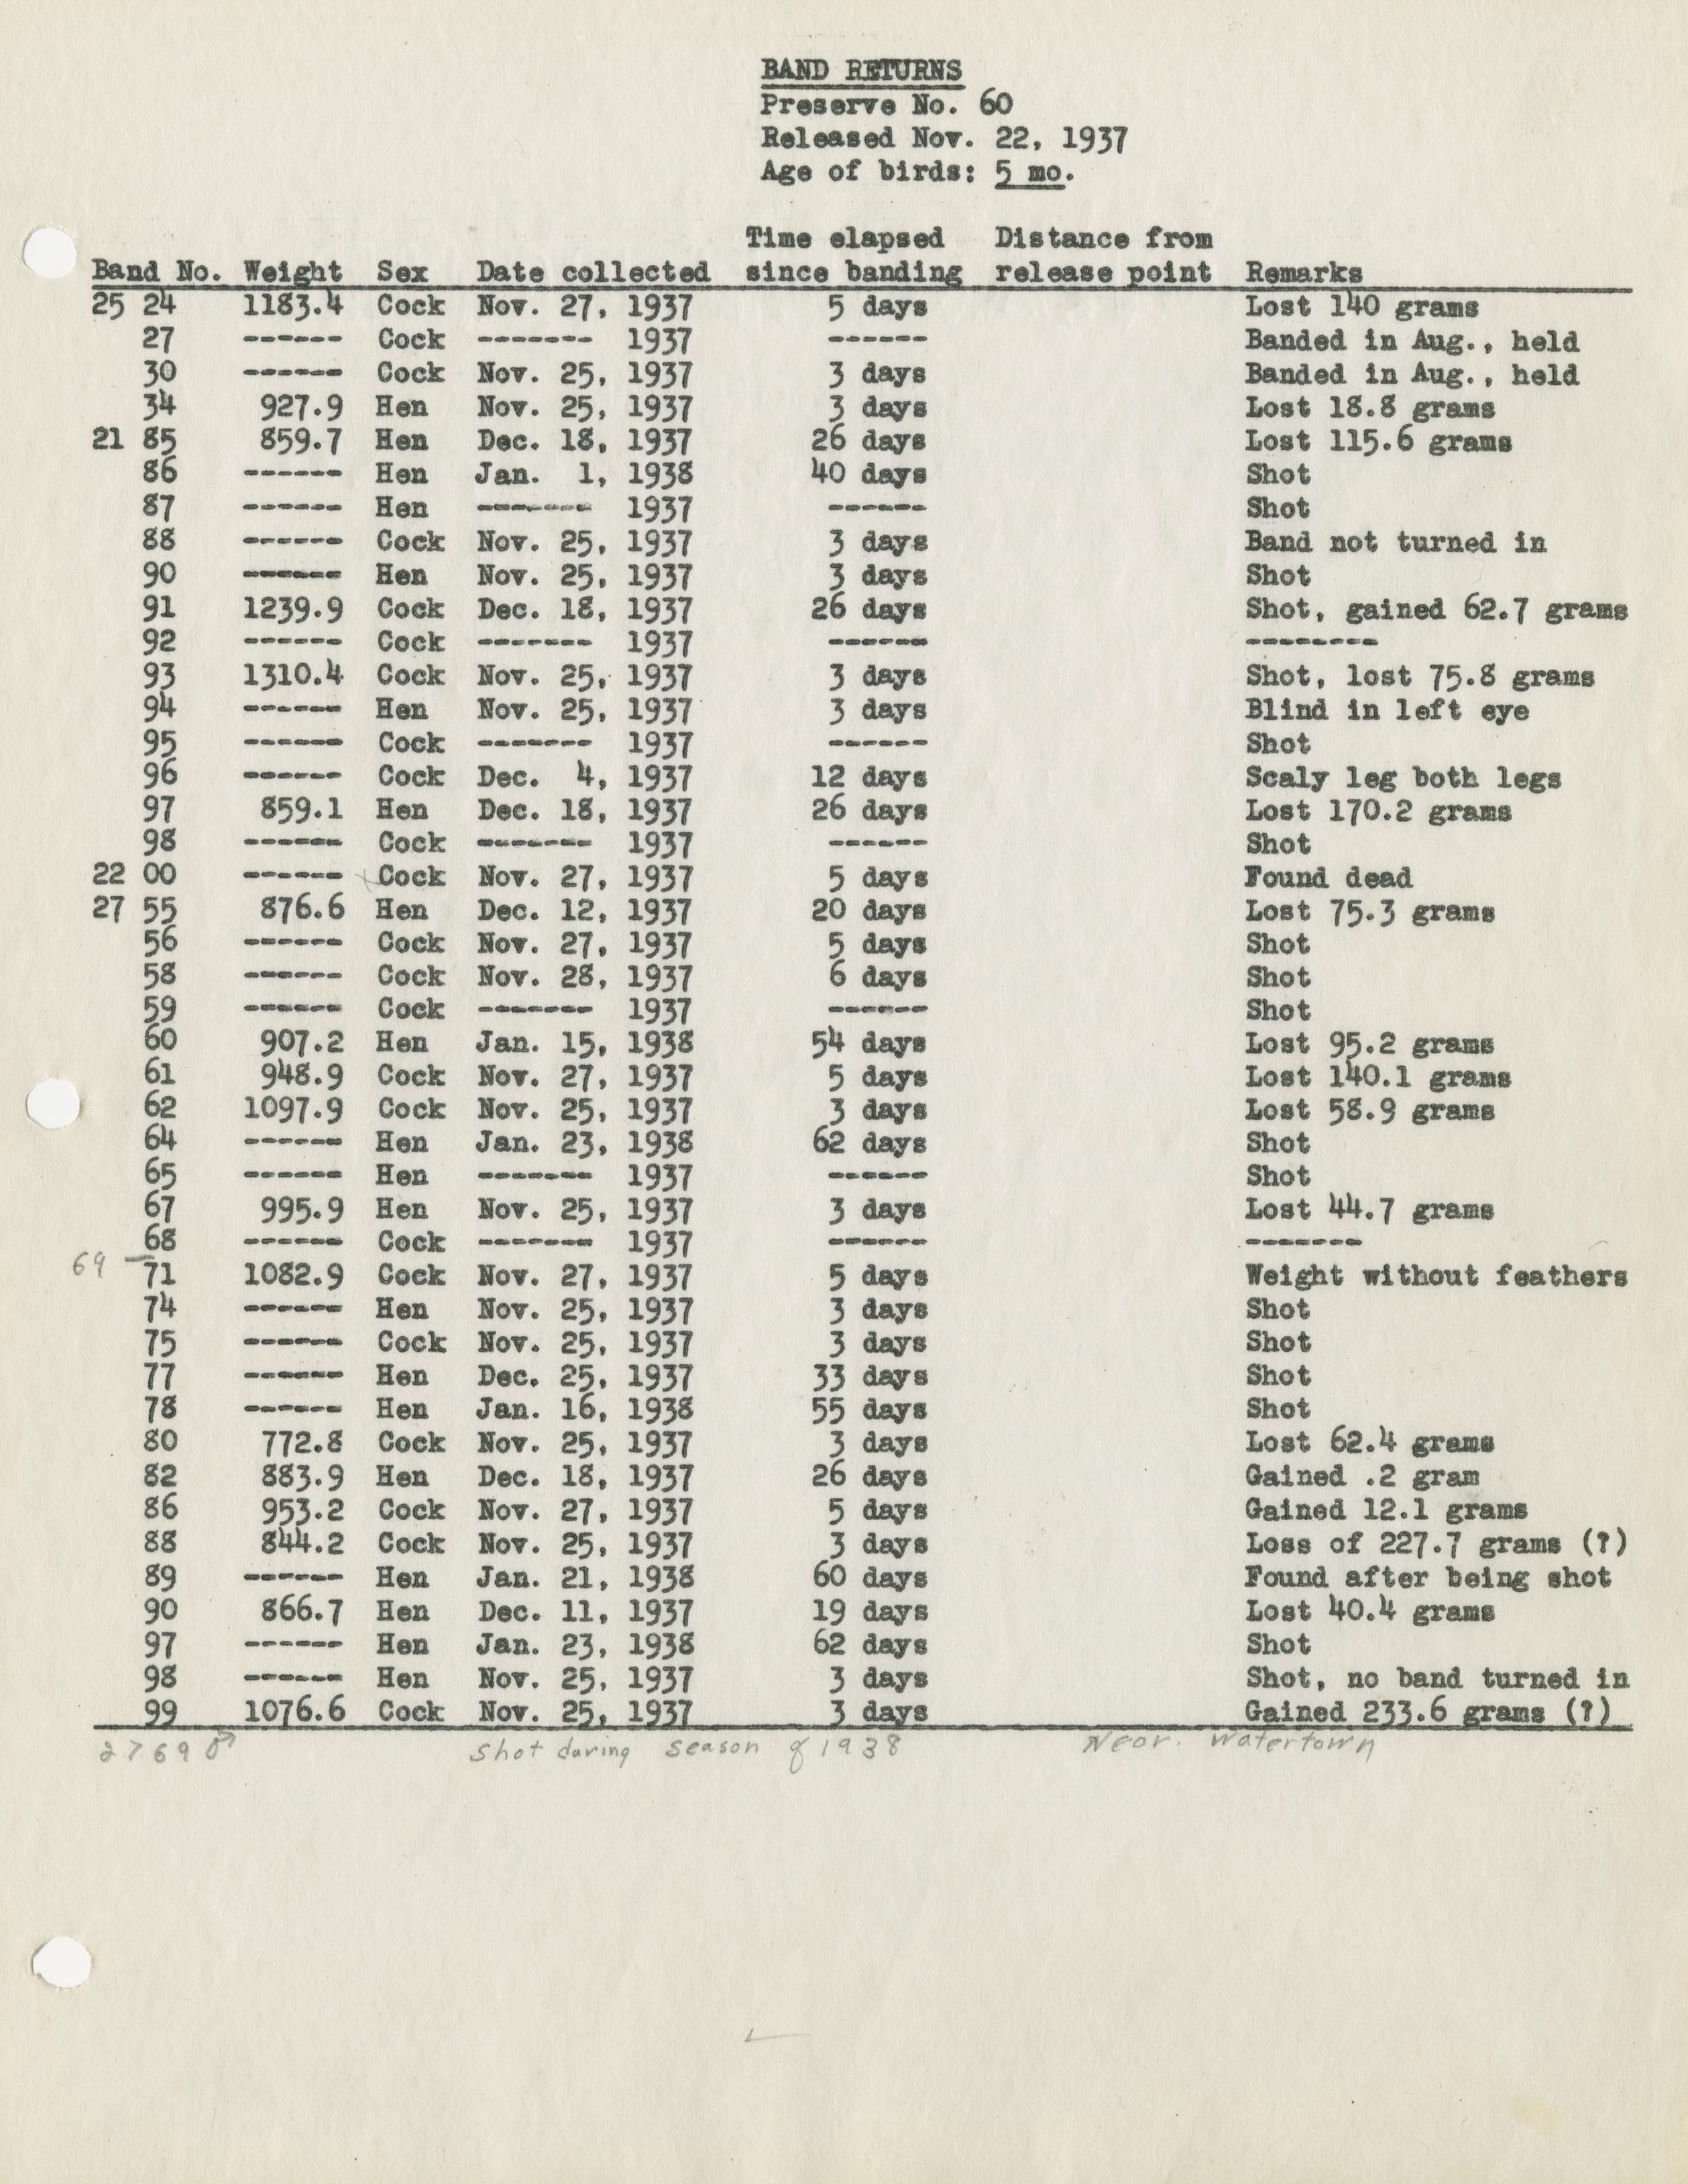 BAND RETURNS
Preserve No. 60
Released Nov. 22, 1937
Age of birds: 5 mo.
Time elapsed Distance from
Band No. Weight Sex Date collected since banding release point Remarks
25 24 1183.4 Cock Nov. 27, 1937 5 days Lost 140 grams
27 ------ Cock ------- 1937 ------ Banded in Aug., held
30 ------ Cock Nov. 25, 1937 3 days Banded in Aug., held
34 927.9 Hen Nov. 25, 1937 3 days Lost 18.8 grams
21 85 859.7 Hen Dec. 18, 1937 26 days Lost 115.6 grams
86 ------ Hen Jan. 1, 1938 40 days Shot
87 ------ Hen ------- 1937 ------ Shot
88 ------ Cock Nov. 25, 1937 3 days Band not turned in
90 ------ Hen Nov. 25, 1937 3 days Shot
91 1239.9 Cock Dec. 18, 1937 26 days Shot, gained 62.7 grams
92 ------ Cock ------- 1937 ------ --------
93 1310.4 Cock Nov. 25, 1937 3 days Shot, lost 75.8 grams
94 ------ Hen Nov. 25, 1937 3 days Blind in left eye
95 ------ Cock ------- 1937 ------ Shot
96 ------ Cock Dec. 4, 1937 12 days Scaly leg both legs
97 859.1 Hen Dec. 18, 1937 26 days Lost 170.2 grams
98 ------ Cock ------- 1937 ------ Shot
22 00 ------ Cock Nov. 27, 1937 5 days Found dead
27 55 876.6 Hen Dec. 12, 1937 20 days Lost 75.3 grams
56 ------ Cock Nov. 27, 1937 5 days Shot
58 ------ Cock Nov. 28, 1937 6 days Shot
59 ------ Cock ------- 1937 ------ Shot
60 907.2 Hen Jan. 15, 1938 54 days Lost 95.2 grams
61 948.9 Cock Nov. 27, 1937 5 days Lost 140.1 grams
62 1097.9 Cock Nov. 25, 1937 3 days Lost 58.9 grams
64 ------ Hen Jan. 23, 1938 62 days Shot
65 ------ Hen ------- 1937 ------ Shot
67 995.9 Hen Nov. 25, 1937 3 days Lost 44.7 grams
68 ------ Cock ------- 1937 ------ -------
69 —
71 1082.9 Cock Nov. 27, 1937 5 days Weight without feathers
74 ------ Hen Nov. 25, 1937 3 days Shot
75 ------ Cock Nov. 25, 1937 3 days Shot
77 ------ Hen Dec. 25, 1937 33 days Shot
78 ------ Hen Jan. 16, 1938 55 days Shot
80 772.8 Cock Nov. 25, 1937 3 days Lost 62.4 grams
82 883.9 Hen Dec. 18, 1937 26 days Gained .2 gram
86 953.2 Cock Nov. 27, 1937 5 days Gained 12.1 grams
88 844.2 Cock Nov. 25, 1937 3 days Loss of 227.7 grams (?)
89 ------ Hen Jan. 21, 1938 60 days Found after being shot
90 866.7 Hen Dec. 11, 1937 19 days Lost 40.4 grams
97 ------ Hen Jan. 23, 1938 62 days Shot
98 ------ Hen Nov. 25, 1937 3 days Shot, no band turned in
99 1076.6 Cock Nov. 25, 1937 3 days Gained 233.6 grams (?)
2769 ♂ Shot during season of 1938 Near. Watertown